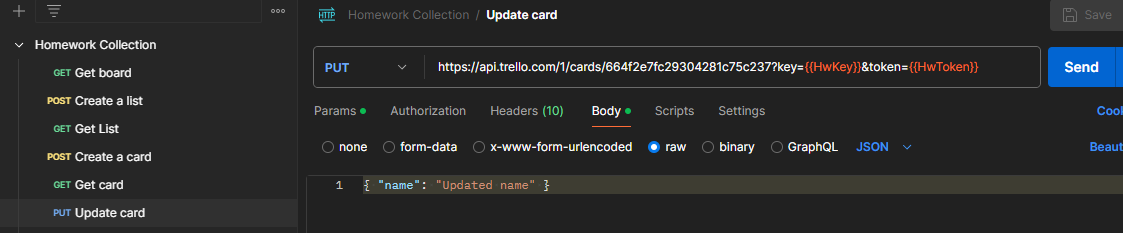 HTTP Homework Collection / Update card Save
Homework Collection
GET Get board
POST Create a list
GET Get List
POST Create a card
GET Get card
PUT Update card
PUT https://api.trello.com/1/cards/664f2e7fc29304281c75c237?key={{HwKey}}&token={{HwToken}} Send
Params Authorization Headers (10) Body Scripts Settings Cook
none form-data x-www-form-urlencoded raw binary GraphQL JSON Beaut
1 { "name": "Updated name" }